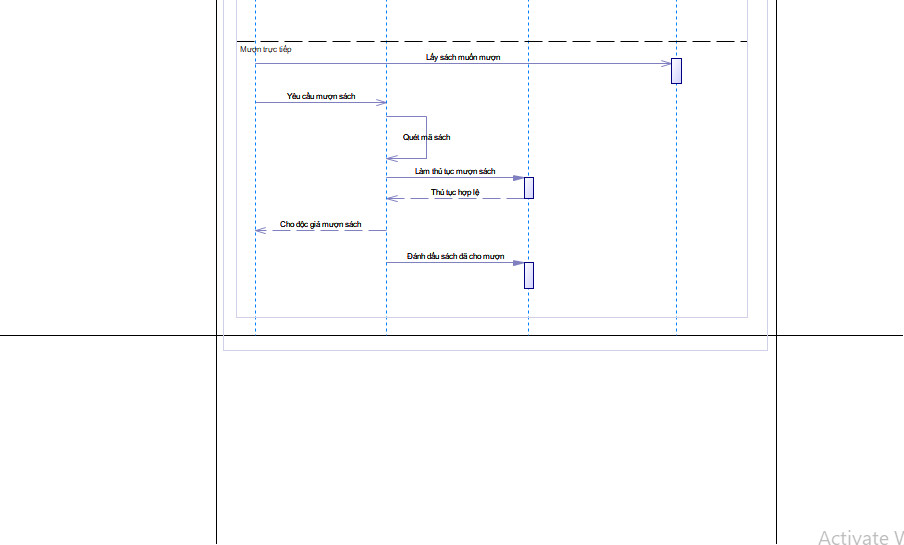 Mượn trực tiếp
Lấy sách muốn mượn
Yêu cầu mượn sách
Quét mã sách
Làm thủ tục mượn sách
Thủ tục hợp lệ
Cho độc giả mượn sách
Đánh dấu sách đã cho mượn
Activate W